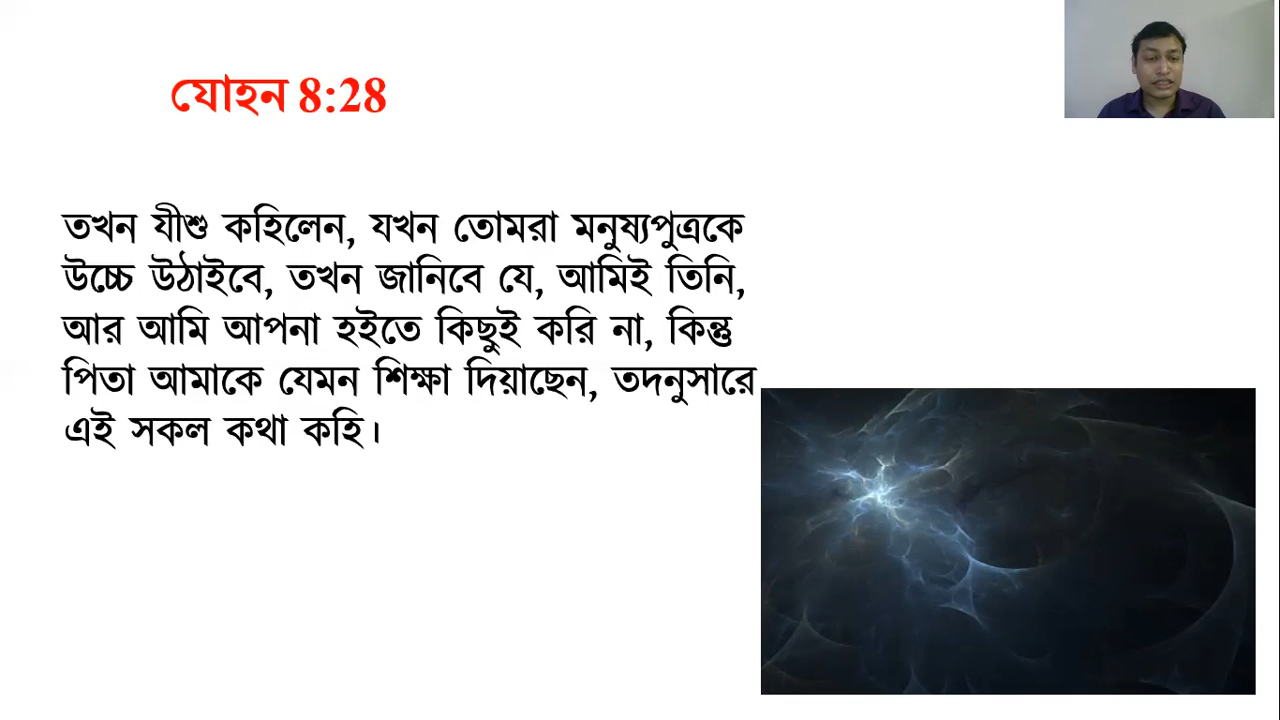 যোহন 8:28
তখন যীশু কহিলেন, যখন তোমরা মনুষ্যপুত্রকে
উচ্চে উঠাইবে, তখন জানিবে যে, আমিই তিনি,
আর আমি আপনা হইতে কিছুই করি না, কিন্তু
পিতা আমাকে যেমন শিক্ষা দিয়াছেন, তদনুসারে
এই সকল কথা কহি।